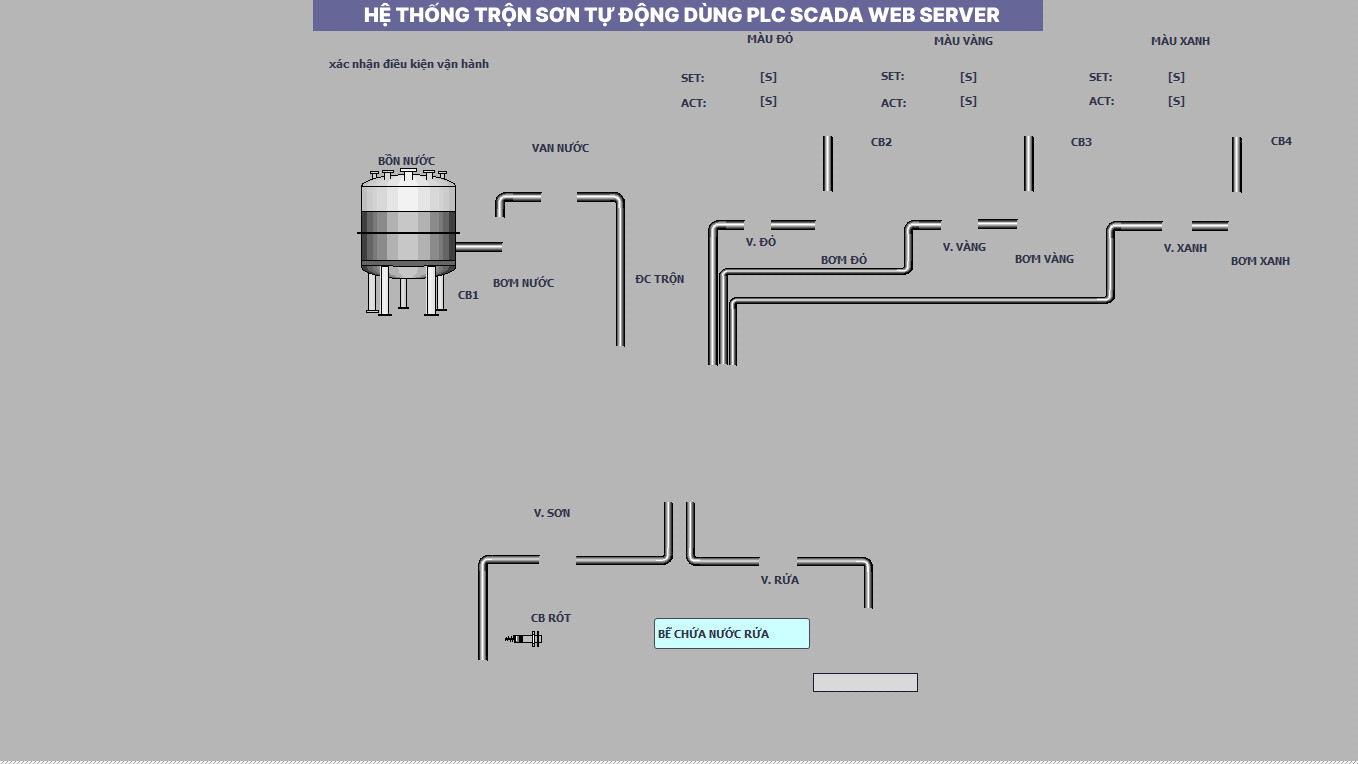 HỆ THỐNG TRỘN SƠN TỰ ĐỘNG DÙNG PLC SCADA WEB SERVER
MÀU ĐỎ
MÀU VÀNG
MÀU XANH
xác nhận điều kiện vận hành
SET: [S]
SET: [S]
SET: [S]
ACT: [S]
ACT: [S]
ACT: [S]
CB2
CB3
CB4
VAN NƯỚC
BỒN NƯỚC
V. ĐỎ
V. VÀNG
V. XANH
BƠM ĐỎ
BƠM VÀNG
BƠM XANH
ĐC TRỘN
BƠM NƯỚC
CB1
V. SƠN
V. RỬA
CB RÓT
BỂ CHỨA NƯỚC RỬA